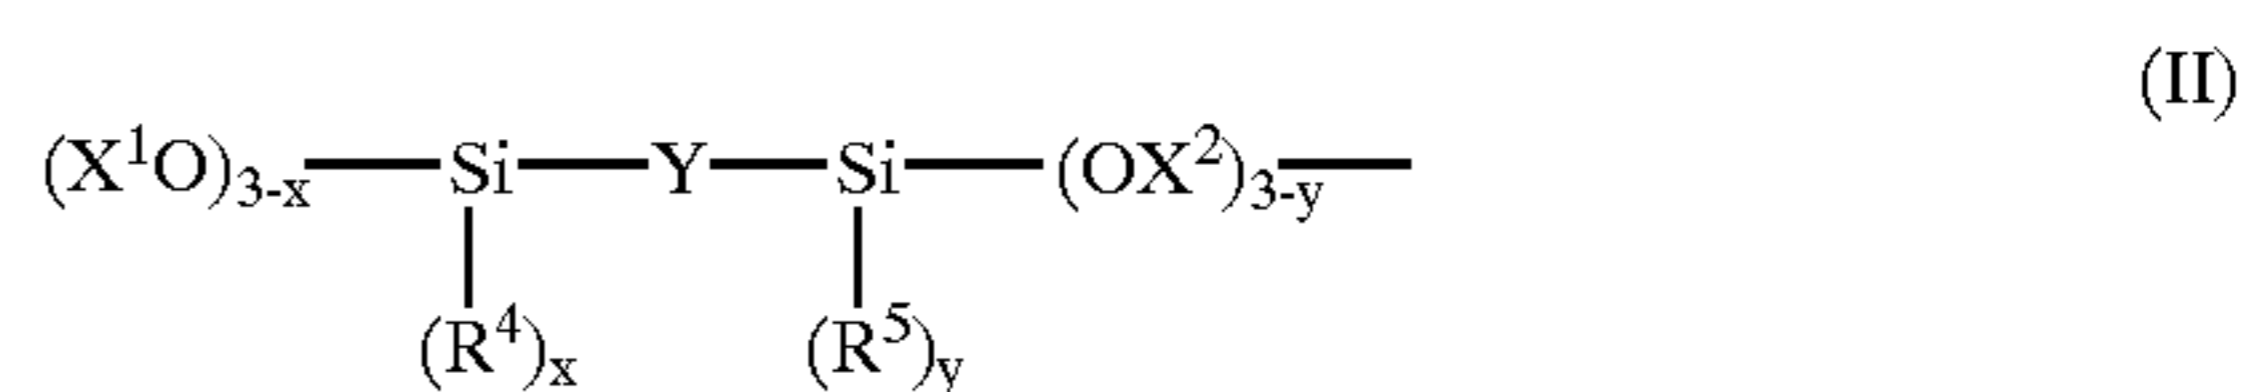 (II)
(X¹O)₃₋ₓ—Si—Y—Si—(OX²)₃₋y—
(R⁴)ₓ (R⁵)y